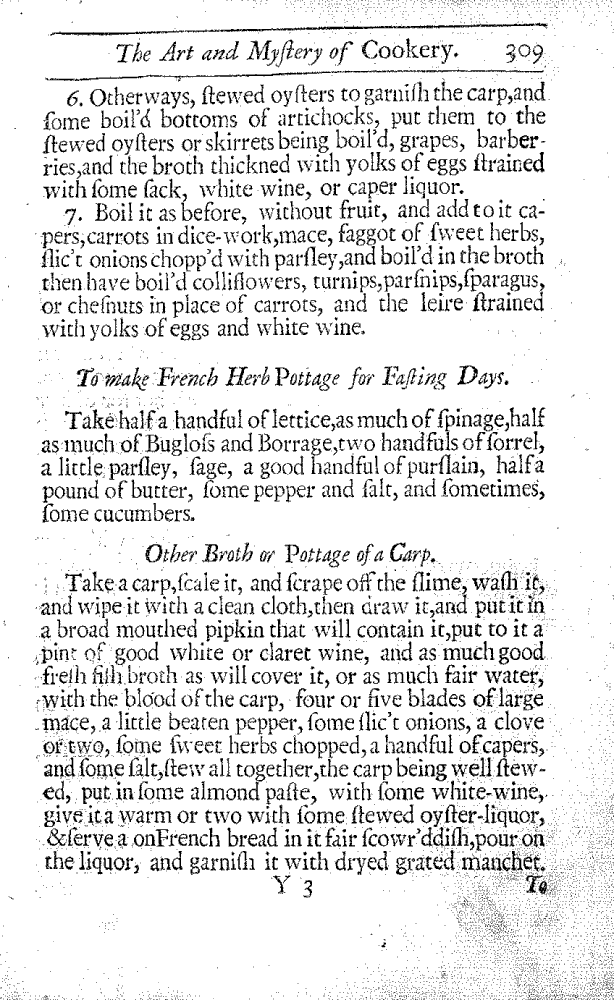 The Art and Myſtery of Cookery. 309
6. Otherways, ſtewed oyſters to garniſh the carp,and
ſome boil'd bottoms of artichocks, put them to the
ſtewed oyſters or skirrets being boil'd, grapes, barber-
ries,and the broth thickned with yolks of eggs ſtrained
with ſome ſack, white wine, or caper liquor.
7. Boil it as before, without fruit, and add to it ca-
pers,carrots in dice-work,mace, faggot of ſweet herbs,
ſlic't onions chopp'd with parſley,and boil'd in the broth
then have boil'd colliflowers, turnips,parſnips,ſparagus,
or cheſnuts in place of carrots, and the leire ſtrained
with yolks of eggs and white wine.
To make French Herb Pottage for Faſting Days.
Take half a handful of lettice,as much of ſpinage,half
as much of Bugloſs and Borrage,two handfuls of ſorrel,
a little parſley, ſage, a good handful of purſlain, half a
pound of butter, ſome pepper and ſalt, and ſometimes,
ſome cucumbers.
Other Broth or Pottage of a Carp.
Take a carp,ſcale it, and ſcrape off the ſlime, waſh it,
and wipe it with a clean cloth,then draw it,and put it in
a broad mouthed pipkin that will contain it,put to it a
pint of good white or claret wine, and as much good
freſh fiſh broth as will cover it, or as much fair water,
with the blood of the carp, four or five blades of large
mace, a little beaten pepper, ſome ſlic't onions, a clove
or two, ſome ſweet herbs chopped, a handful of capers,
and ſome ſalt,ſtew all together,the carp being well ſtew-
ed, put in ſome almond paſte, with ſome white-wine,
give it a warm or two with ſome ſtewed oyſter-liquor,
&ſerve a onFrench bread in it fair ſcowr'ddiſh,pour on
the liquor, and garniſh it with dryed grated manchet.
Y 3 To